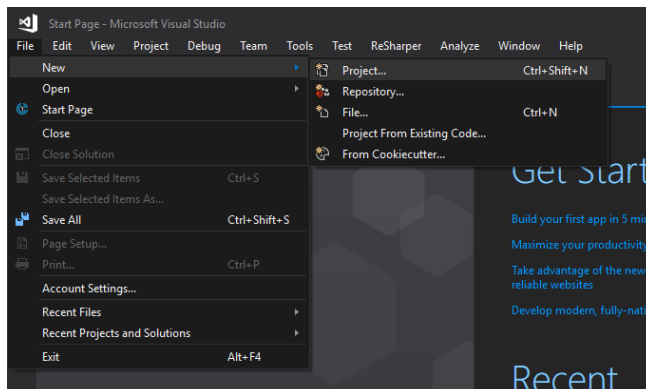 Start Page - Microsoft Visual Studio
File Edit View Project Debug Team Tools Test ReSharper Analyze Window Help
New
Open
Start Page
Close
Close Solution
Save Selected Items Ctrl+S
Save Selected Items As...
Save All Ctrl+Shift+S
Page Setup...
Print... Ctrl+P
Account Settings...
Recent Files
Recent Projects and Solutions
Exit Alt+F4
Project... Ctrl+Shift+N
Repository...
File... Ctrl+N
Project From Existing Code...
From Cookiecutter...
Get Start
Build your first app in 5 mi
Maximize your productivity
Take advantage of the new
reliable websites
Develop modern, fully-nati
Recent